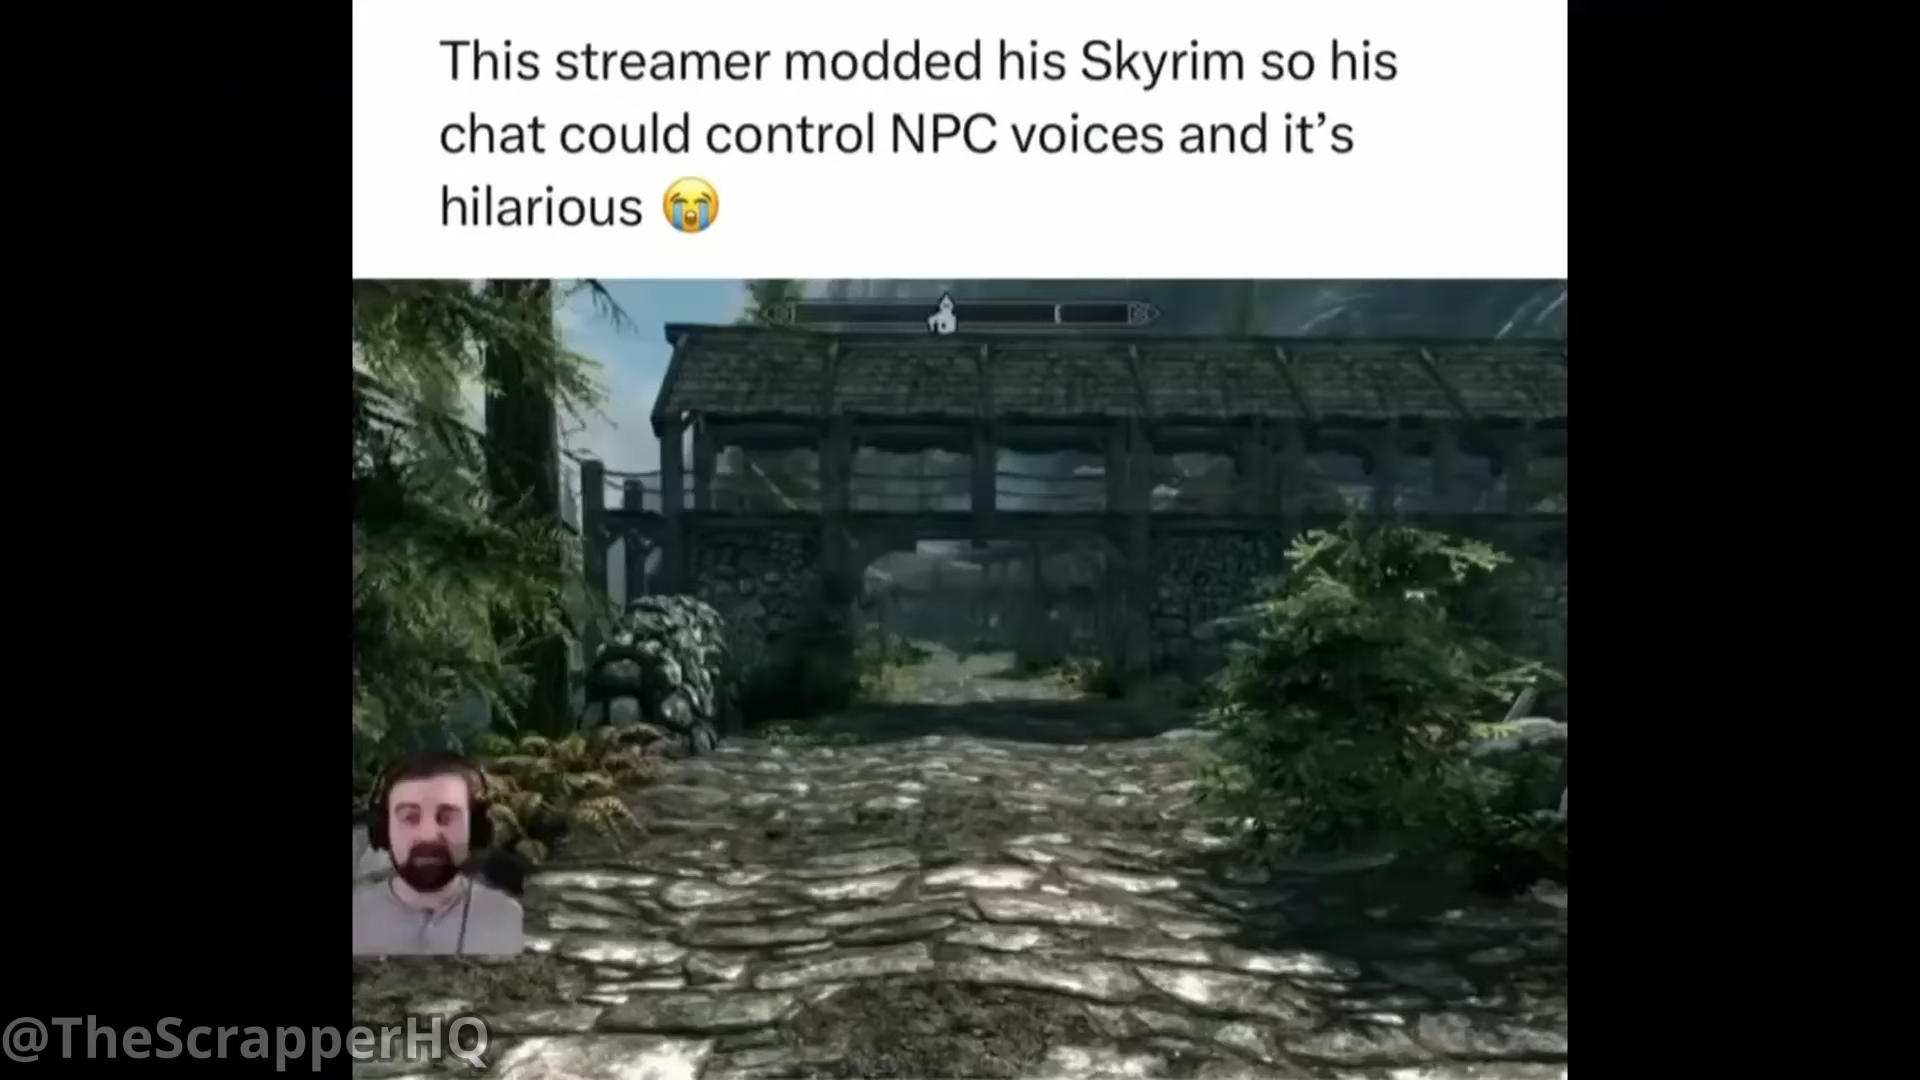 This streamer modded his Skyrim so his
chat could control NPC voices and it’s
hilarious 😭
@TheScrapperHQ